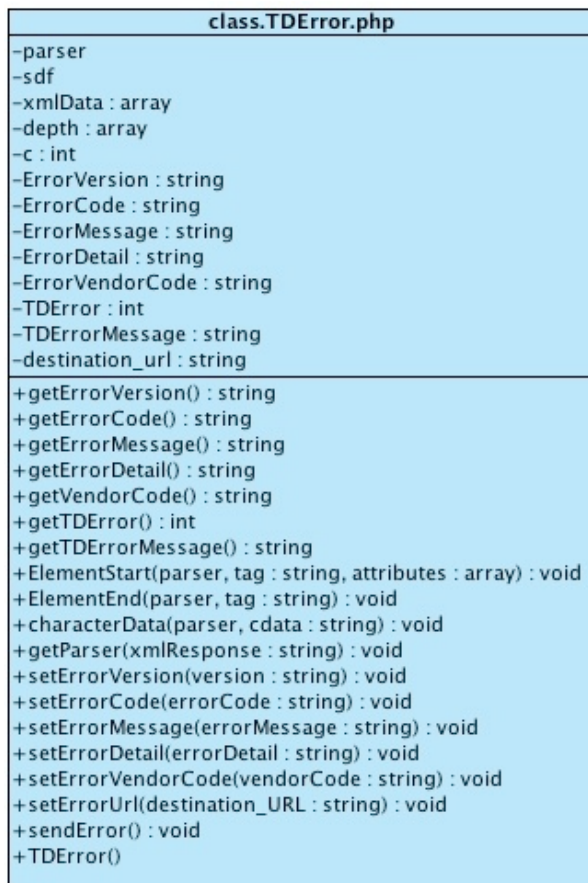 class.TDError.php
-parser
-sdf
-xmlData : array
-depth : array
-c : int
-ErrorVersion : string
-ErrorCode : string
-ErrorMessage : string
-ErrorDetail : string
-ErrorVendorCode : string
-TDError : int
-TDErrorMessage : string
-destination_url : string
+getErrorVersion() : string
+getErrorCode() : string
+getErrorMessage() : string
+getErrorDetail() : string
+getVendorCode() : string
+getTDError() : int
+getTDErrorMessage() : string
+ElementStart(parser, tag : string, attributes : array) : void
+ElementEnd(parser, tag : string) : void
+characterData(parser, cdata : string) : void
+getParser(xmlResponse : string) : void
+setErrorVersion(version : string) : void
+setErrorCode(errorCode : string) : void
+setErrorMessage(errorMessage : string) : void
+setErrorDetail(errorDetail : string) : void
+setErrorVendorCode(vendorCode : string) : void
+setErrorUrl(destination_URL : string) : void
+sendError() : void
+TDError()